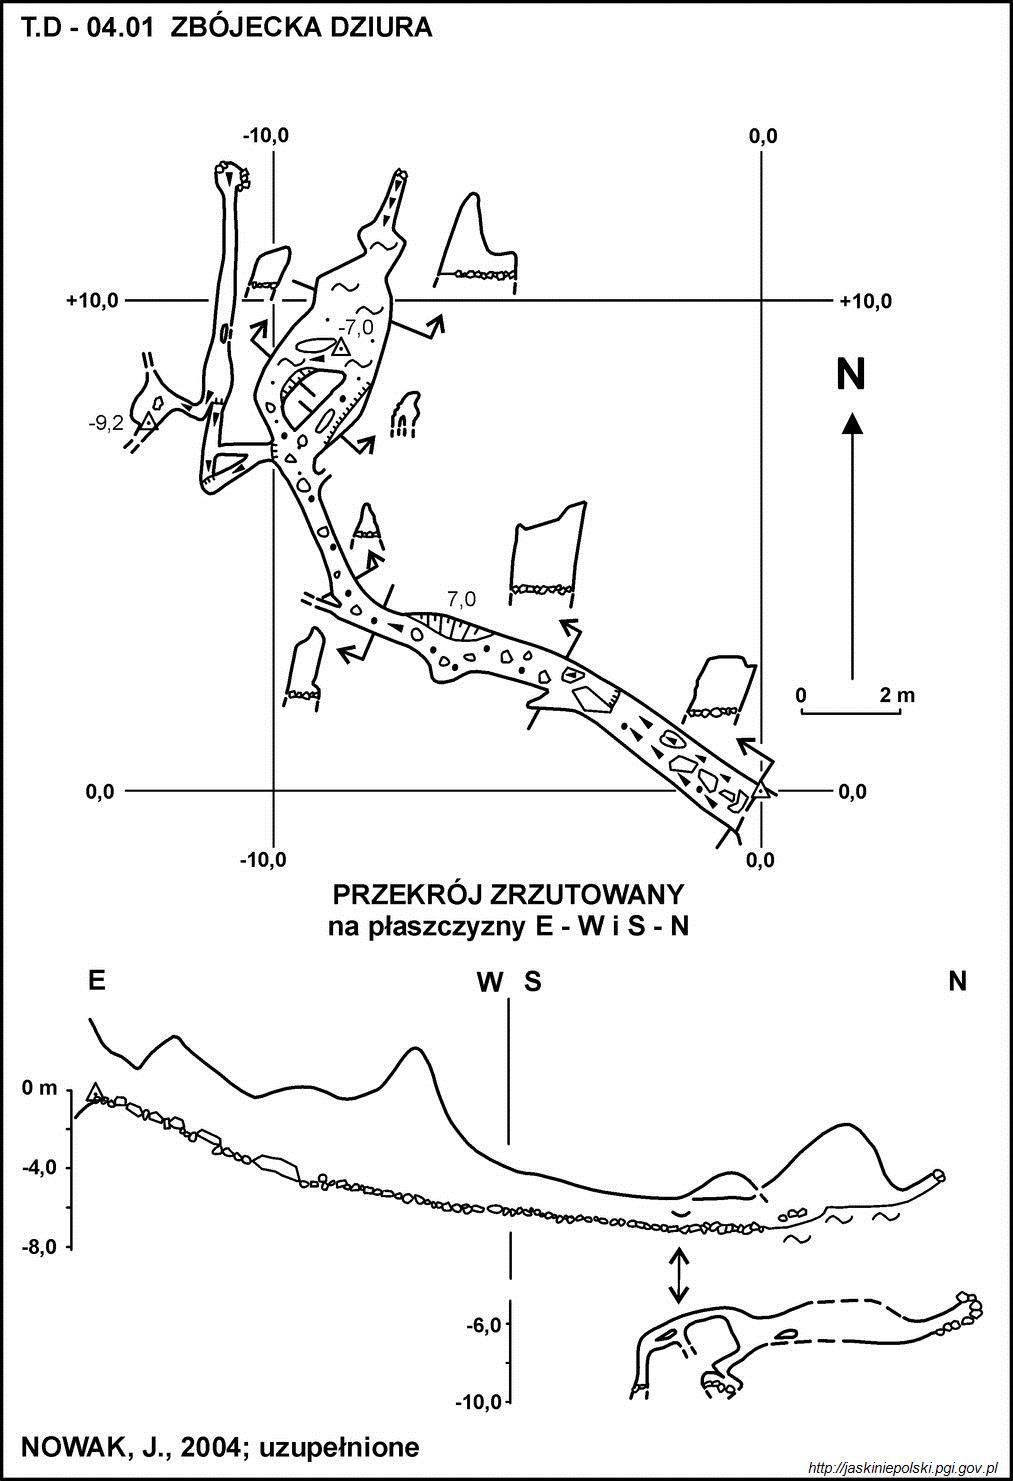 T.D - 04.01 ZBÓJECKA DZIURA
-10,0 0,0
+10,0 +10,0
-7,0
N
-9,2
7,0
0 2 m
0,0 0,0
-10,0 0,0
PRZEKRÓJ ZRZUTOWANY
na płaszczyzny E - W i S - N
E W S N
0 m
-4,0
-8,0
-6,0
-10,0
NOWAK, J., 2004; uzupełnione
http://jaskiniepolski.pgi.gov.pl